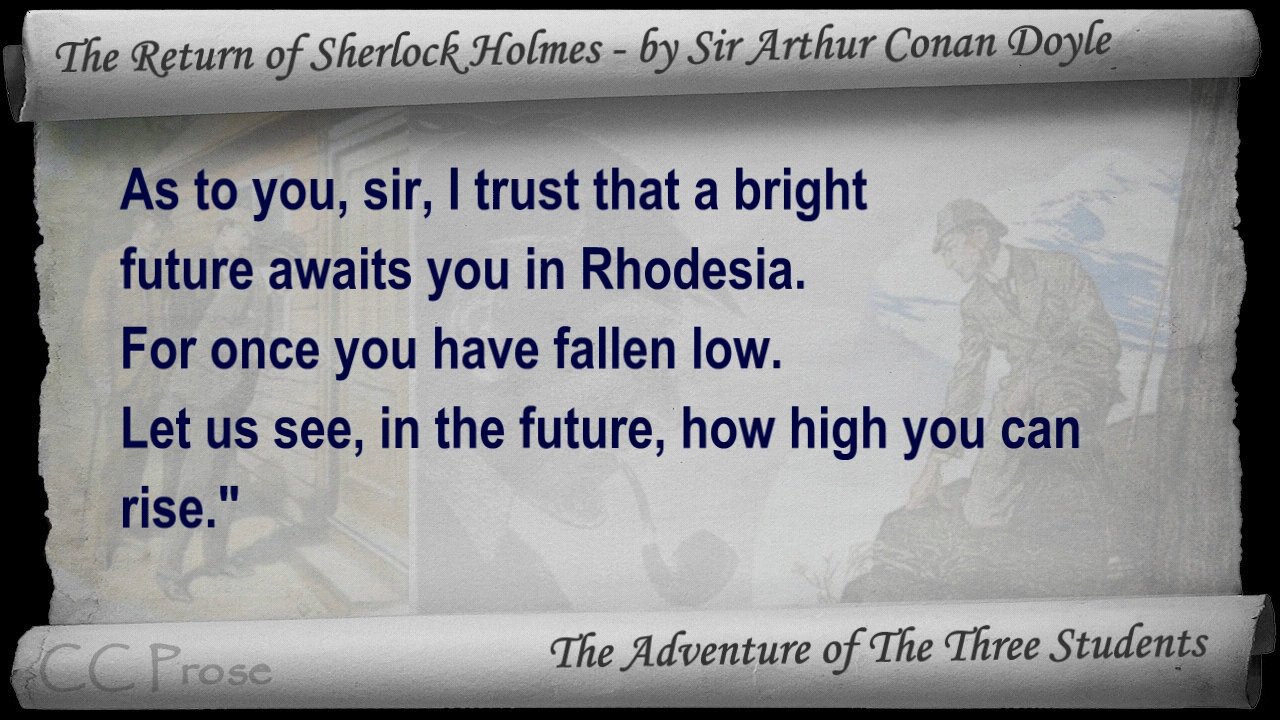 The Return of Sherlock Holmes - by Sir Arthur Conan Doyle
As to you, sir, I trust that a bright
future awaits you in Rhodesia.
For once you have fallen low.
Let us see, in the future, how high you can
rise."
The Adventure of The Three Students
CC Prose